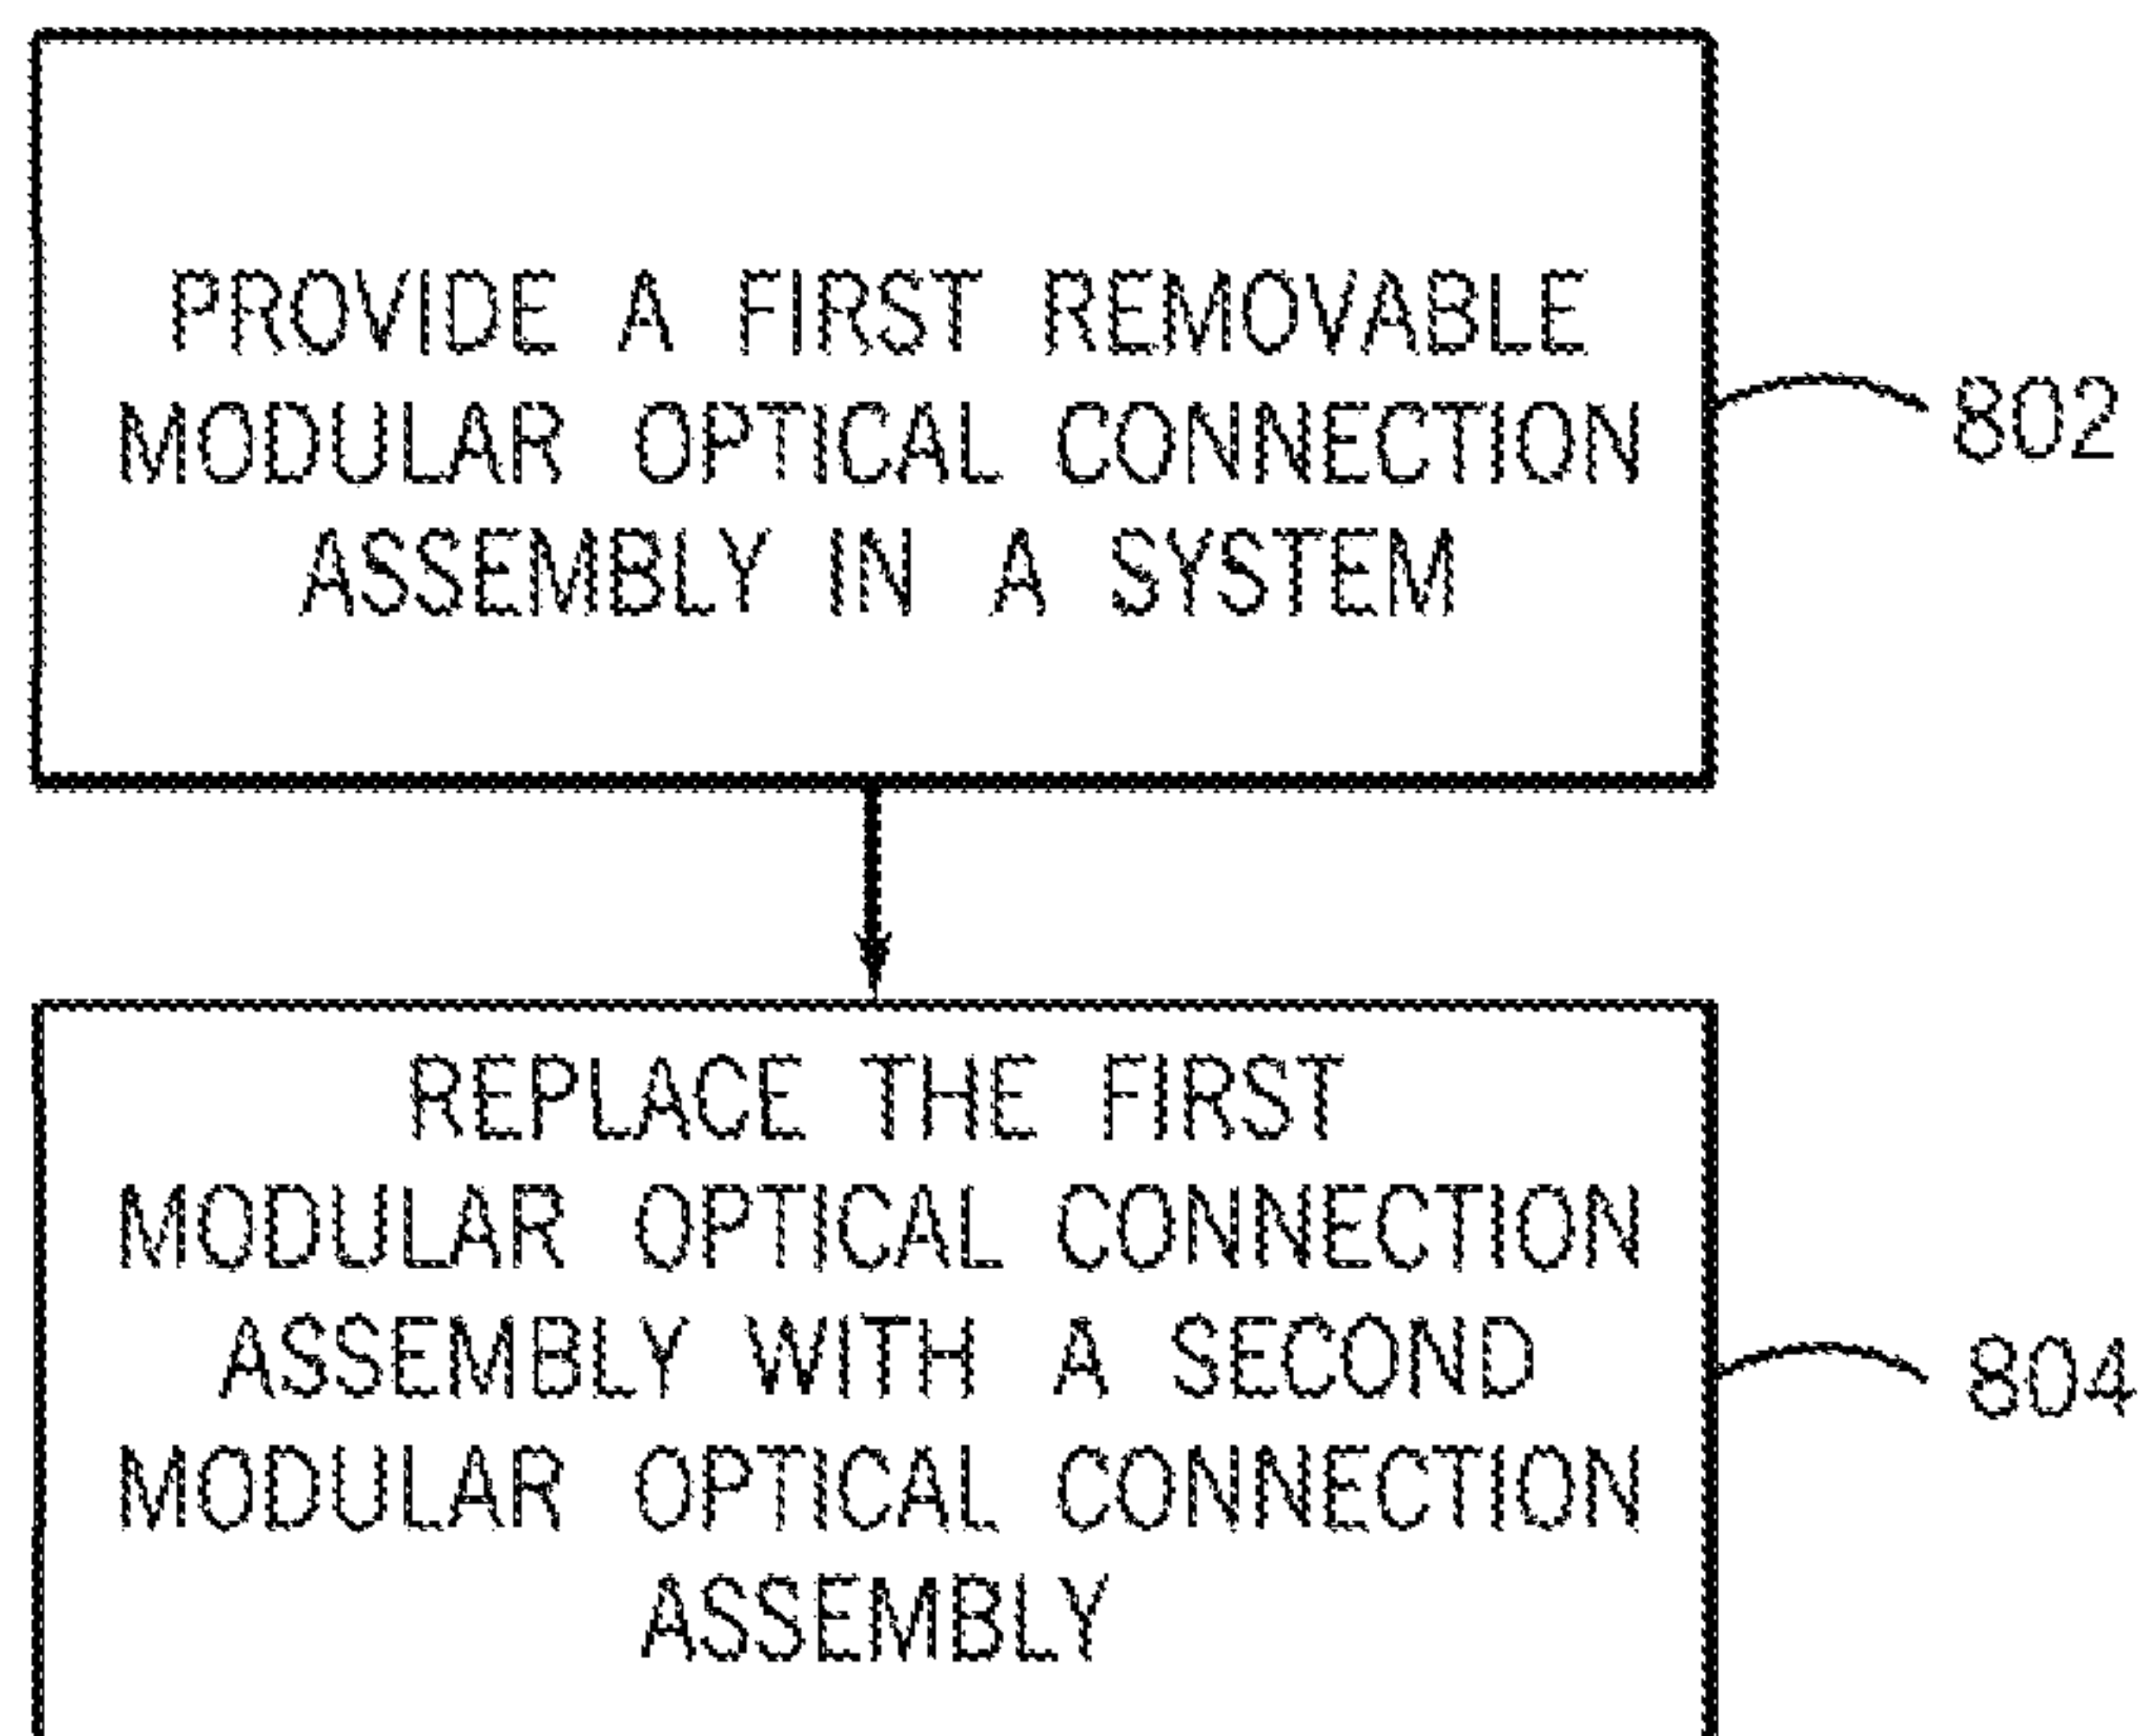 PROVIDE A FIRST REMOVABLE
MODULAR OPTICAL CONNECTION
ASSEMBLY IN A SYSTEM
802
REPLACE THE FIRST
MODULAR OPTICAL CONNECTION
ASSEMBLY WITH A SECOND
MODULAR OPTICAL CONNECTION
ASSEMBLY
804